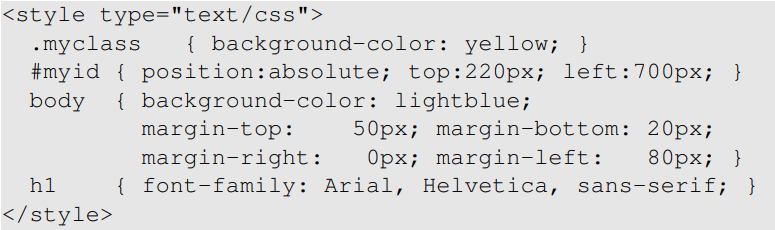 <style type="text/css">
  .myclass   { background-color: yellow; }
  #myid { position:absolute; top:220px; left:700px; }
  body  { background-color: lightblue;
          margin-top:    50px; margin-bottom: 20px;
          margin-right:   0px; margin-left:   80px; }
  h1    { font-family: Arial, Helvetica, sans-serif; }
</style>